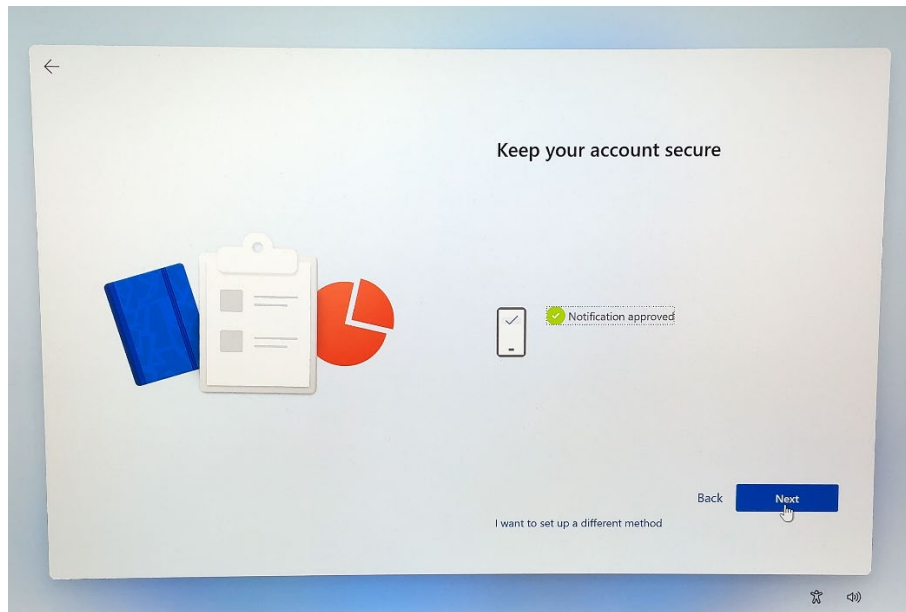 Keep your account secure
Notification approved
Back
Next
I want to set up a different method